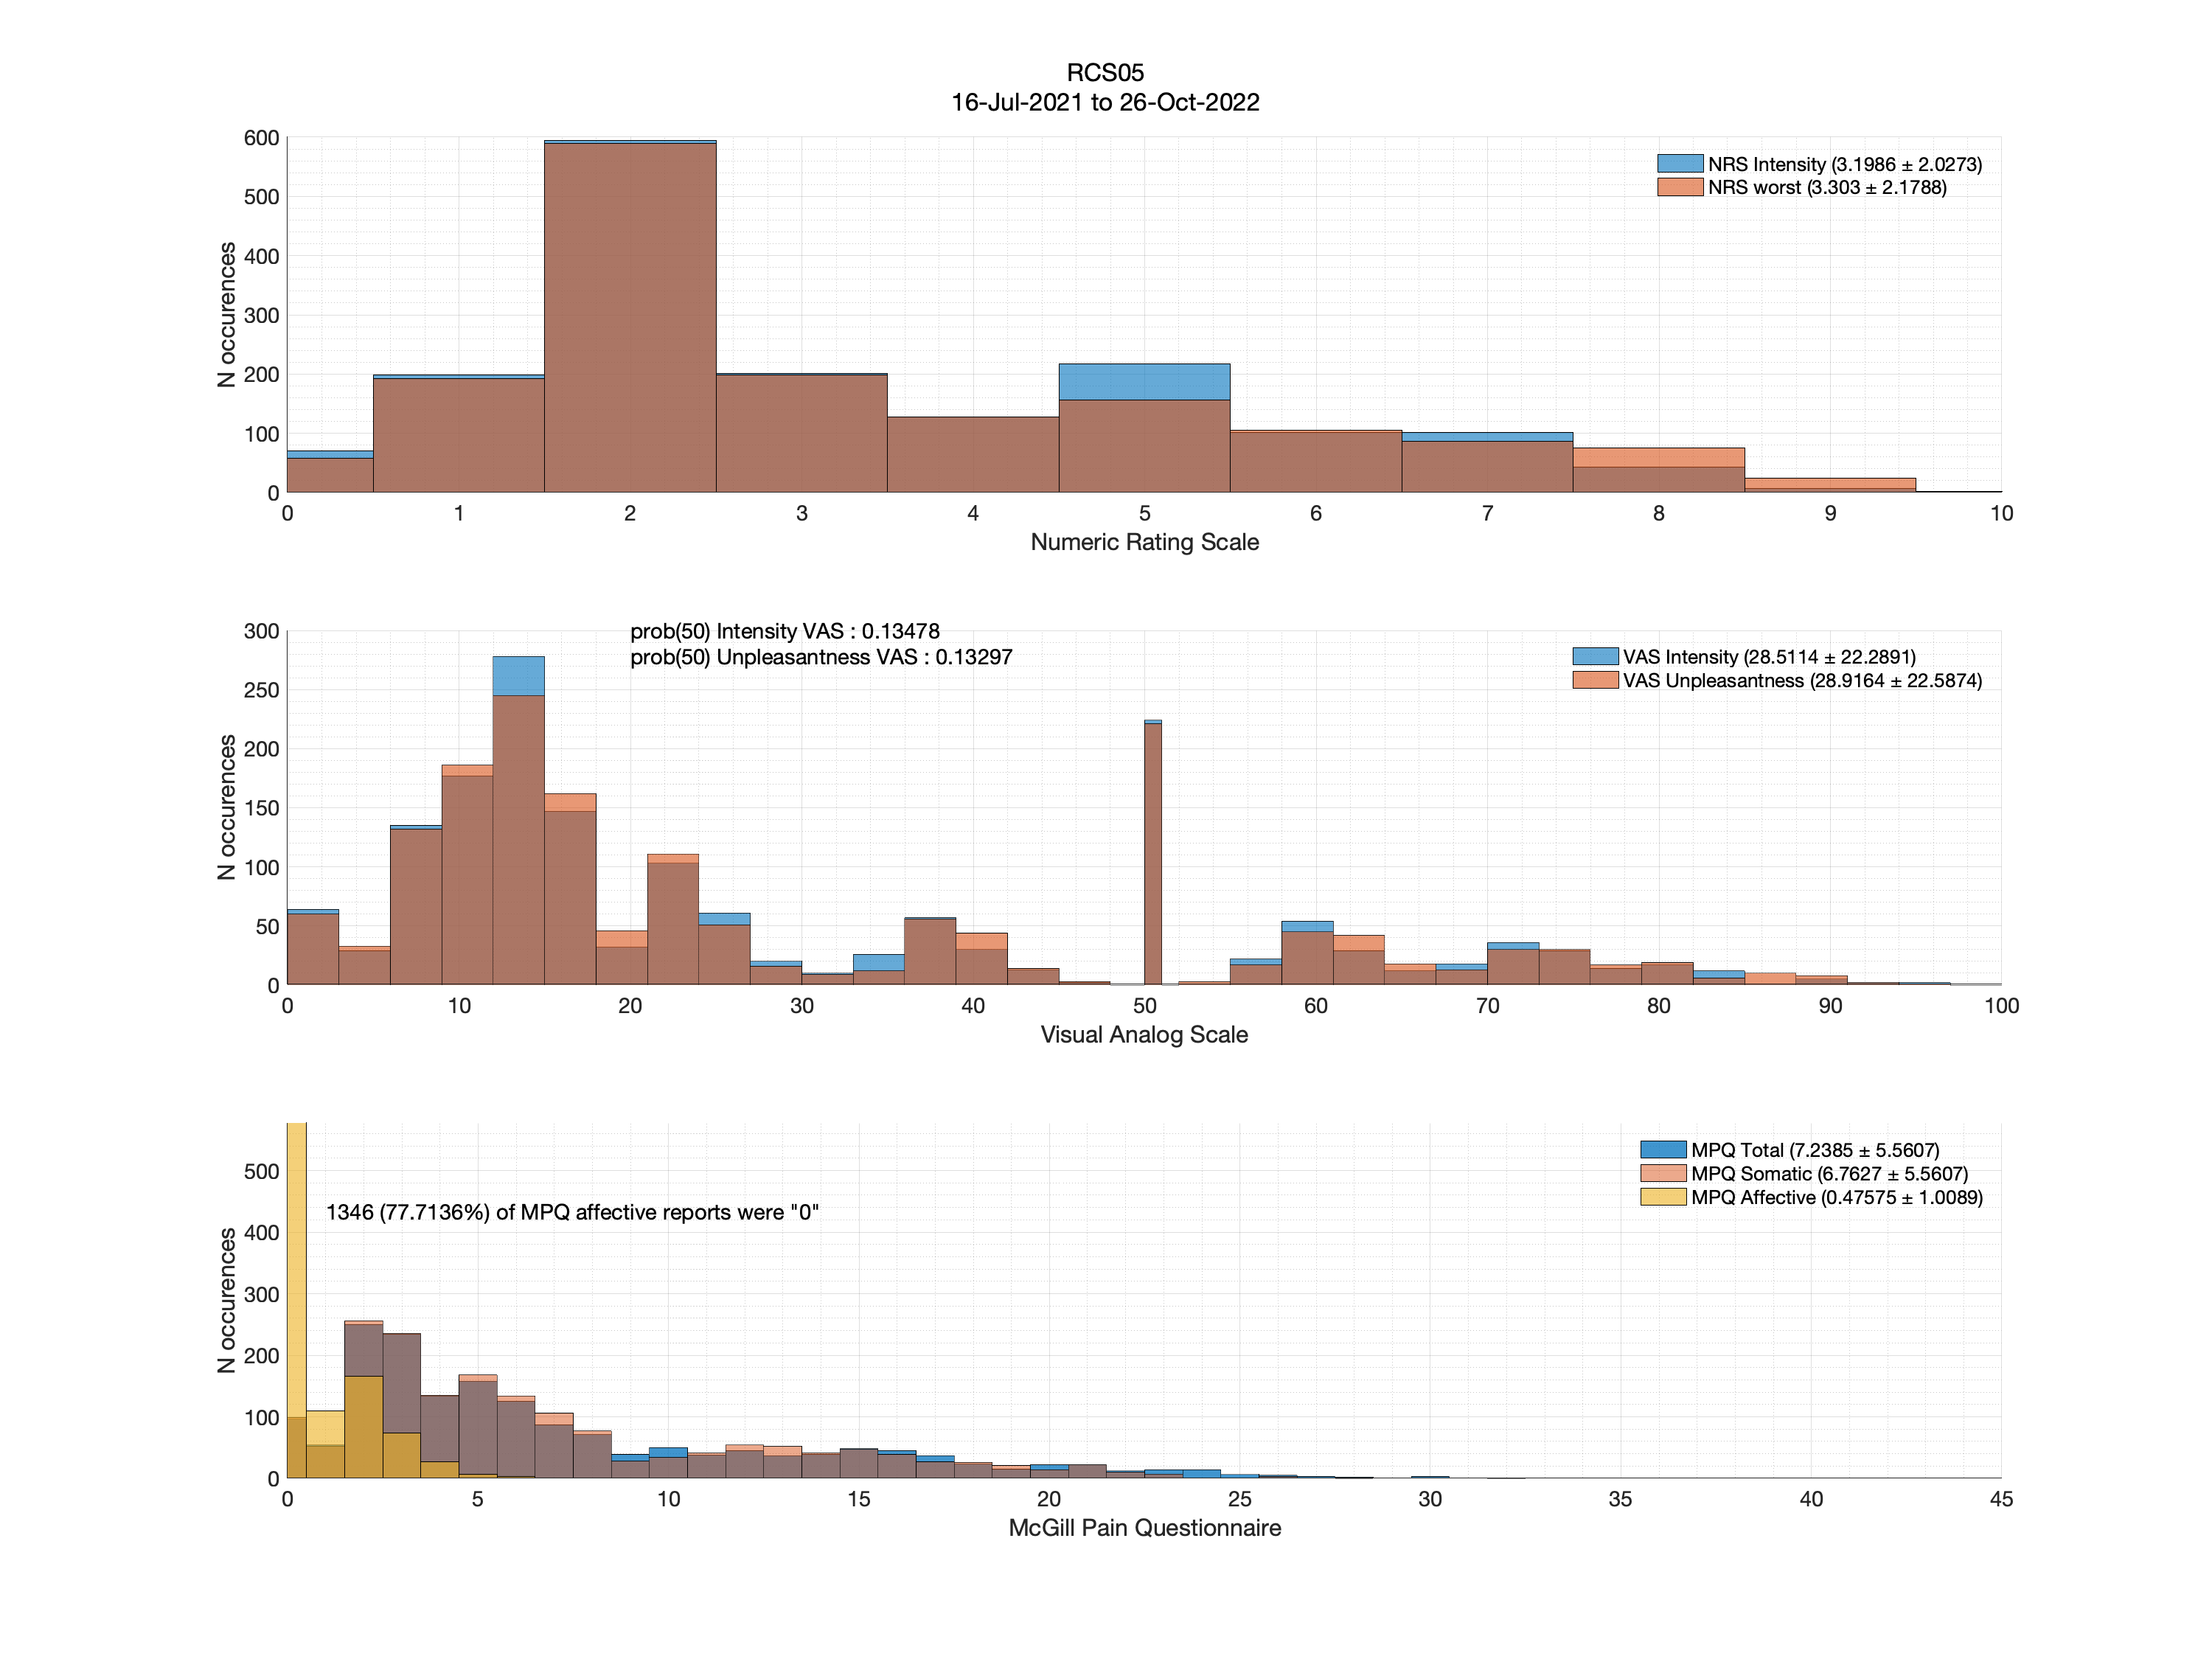 RCS05
16-Jul-2021 to 26-Oct-2022
600
500
400
300
200
100
0
N occurences
NRS Intensity (3.1986 ± 2.0273)
NRS worst (3.303 ± 2.1788)
0 1 2 3 4 5 6 7 8 9 10
Numeric Rating Scale
prob(50) Intensity VAS : 0.13478
prob(50) Unpleasantness VAS : 0.13297
300
250
200
150
100
50
0
N occurences
VAS Intensity (28.5114 ± 22.2891)
VAS Unpleasantness (28.9164 ± 22.5874)
0 10 20 30 40 50 60 70 80 90 100
Visual Analog Scale
500
400
300
200
100
0
N occurences
MPQ Total (7.2385 ± 5.5607)
MPQ Somatic (6.7627 ± 5.5607)
MPQ Affective (0.47575 ± 1.0089)
1346 (77.7136%) of MPQ affective reports were "0"
0 5 10 15 20 25 30 35 40 45
McGill Pain Questionnaire